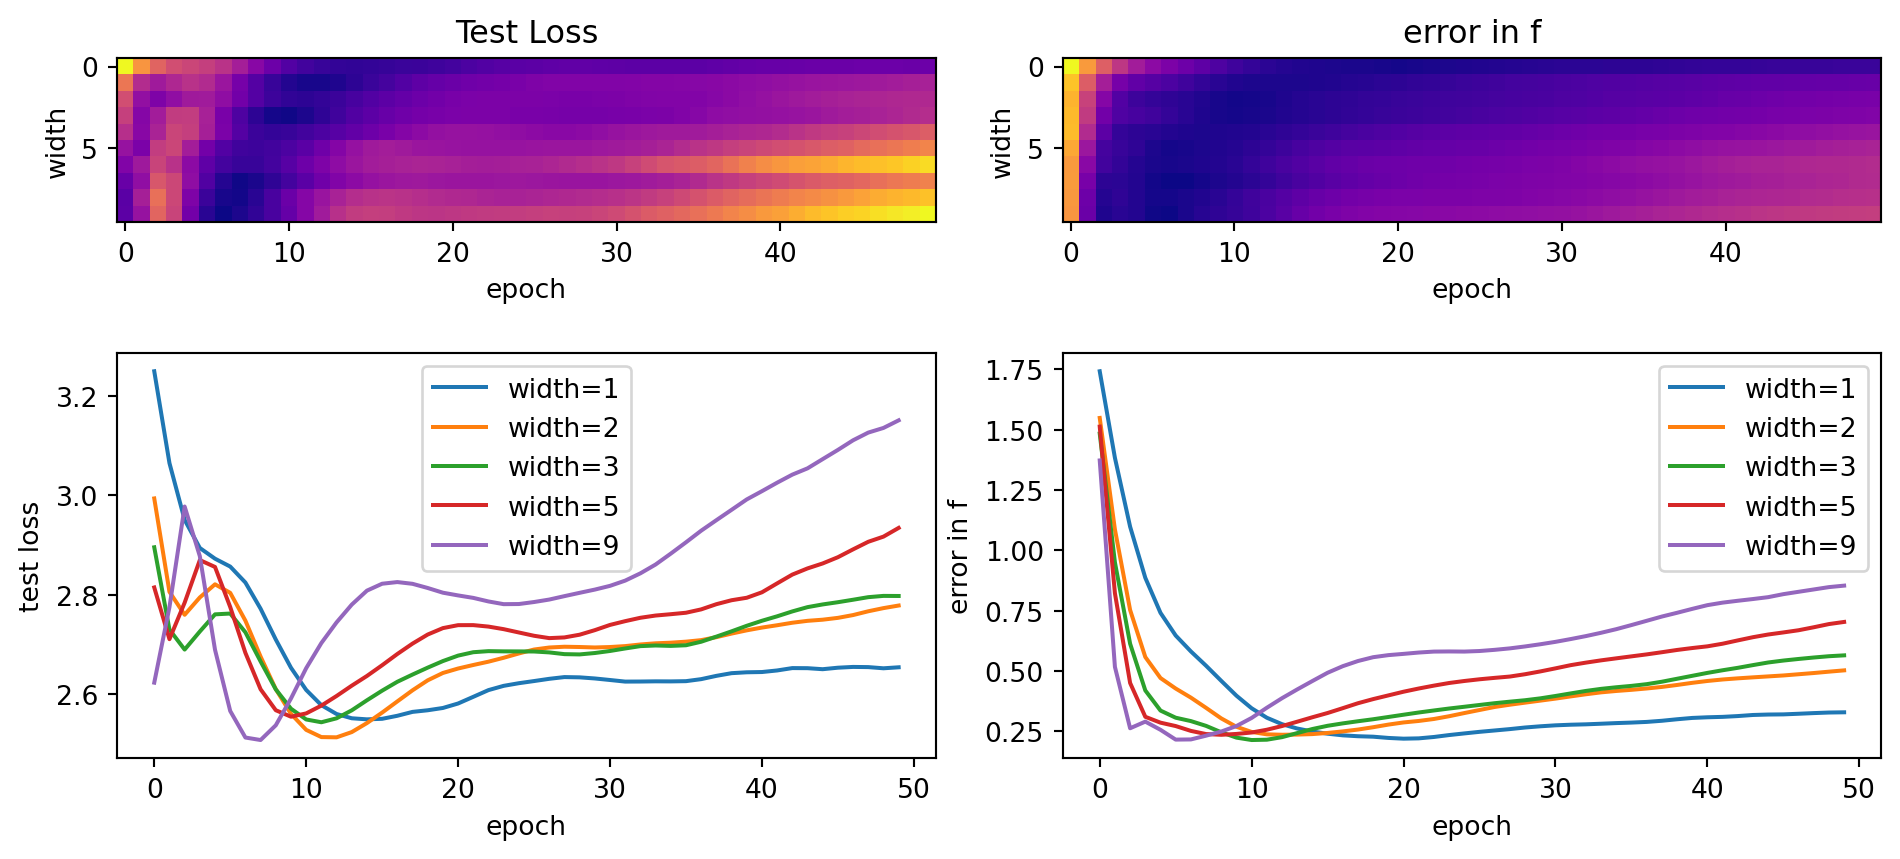 Test Loss
0
5
width
0
10
20
30
40
epoch
error in f
0
5
width
0
10
20
30
40
epoch
3.2
3.0
2.8
2.6
test loss
width=1
width=2
width=3
width=5
width=9
0
10
20
30
40
50
epoch
1.75
1.50
1.25
1.00
0.75
0.50
0.25
error in f
width=1
width=2
width=3
width=5
width=9
0
10
20
30
40
50
epoch